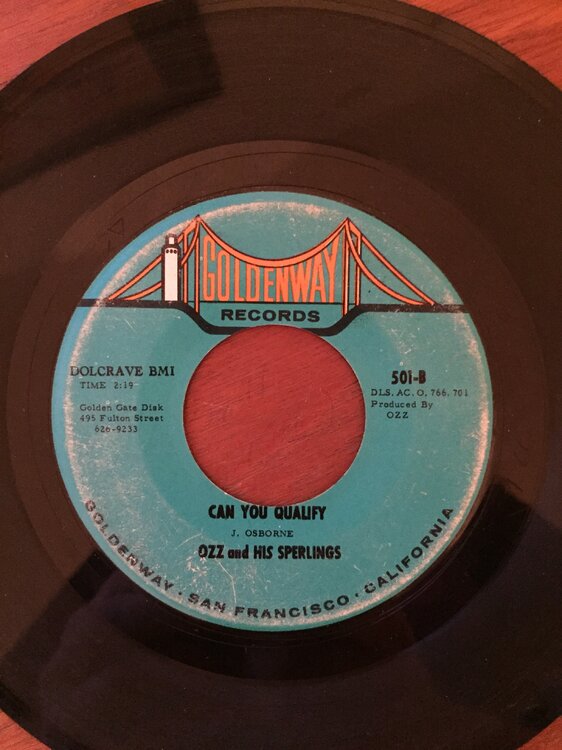 GOLDENWAY
RECORDS
DOLCRAVE BMI
TIME 2:19
Golden Gate Disk
495 Fulton Street
626-9233
501-B
DLS. AC. O. 766. 701
Produced By
OZZ
CAN YOU QUALIFY
J. OSBORNE
OZZ and HIS SPERLINGS
GOLDENWAY · SAN FRANCISCO · CALIFORNIA